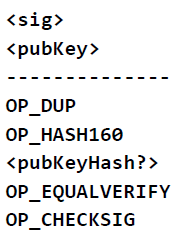 <sig>
<pubKey>
--------------
OP_DUP
OP_HASH160
<pubKeyHash?>
OP_EQUALVERIFY
OP_CHECKSIG